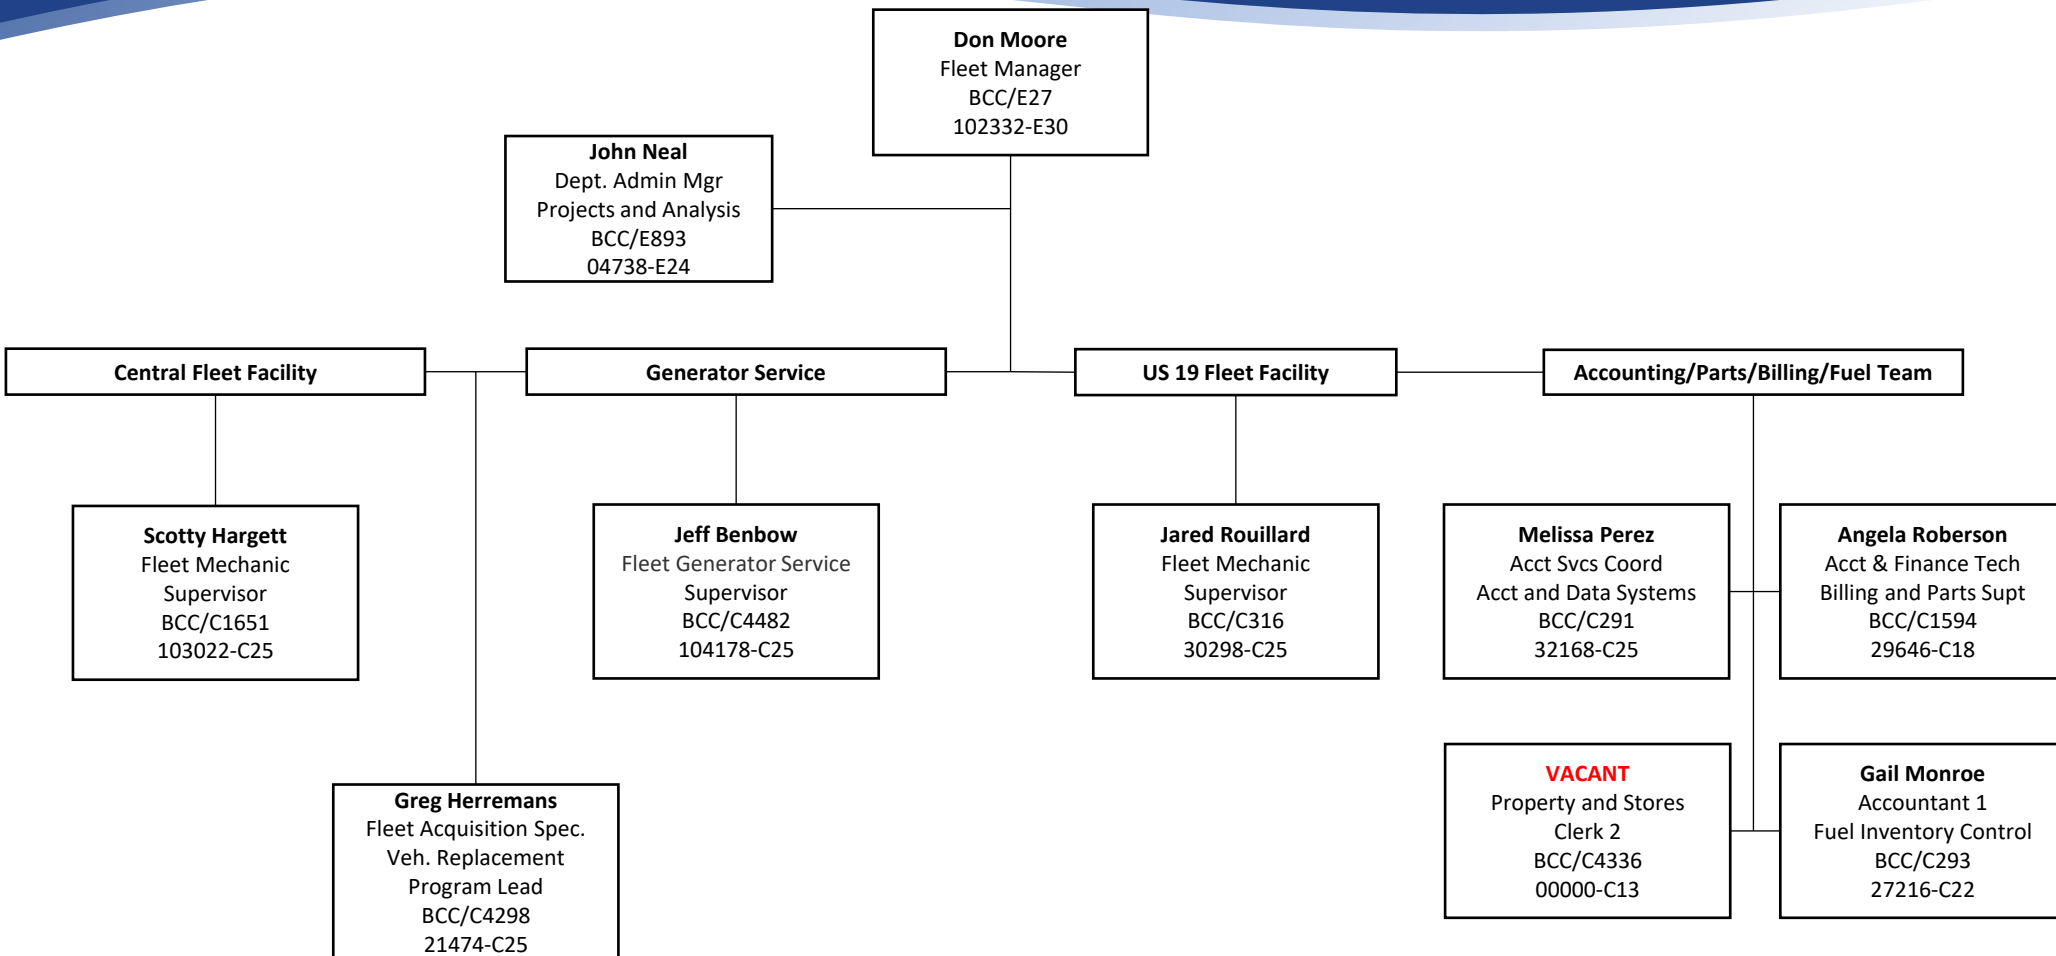 Don Moore
Fleet Manager
BCC/E27
102332-E30
John Neal
Dept. Admin Mgr
Projects and Analysis
BCC/E893
04738-E24
Central Fleet Facility
Generator Service
US 19 Fleet Facility
Accounting/Parts/Billing/Fuel Team
Scotty Hargett
Fleet Mechanic
Supervisor
BCC/C1651
103022-C25
Jeff Benbow
Fleet Generator Service
Supervisor
BCC/C4482
104178-C25
Jared Rouillard
Fleet Mechanic
Supervisor
BCC/C316
30298-C25
Melissa Perez
Acct Svcs Coord
Acct and Data Systems
BCC/C291
32168-C25
Angela Roberson
Acct & Finance Tech
Billing and Parts Supt
BCC/C1594
29646-C18
Greg Herremans
Fleet Acquisition Spec.
Veh. Replacement
Program Lead
BCC/C4298
21474-C25
VACANT
Property and Stores
Clerk 2
BCC/C4336
00000-C13
Gail Monroe
Accountant 1
Fuel Inventory Control
BCC/C293
27216-C22